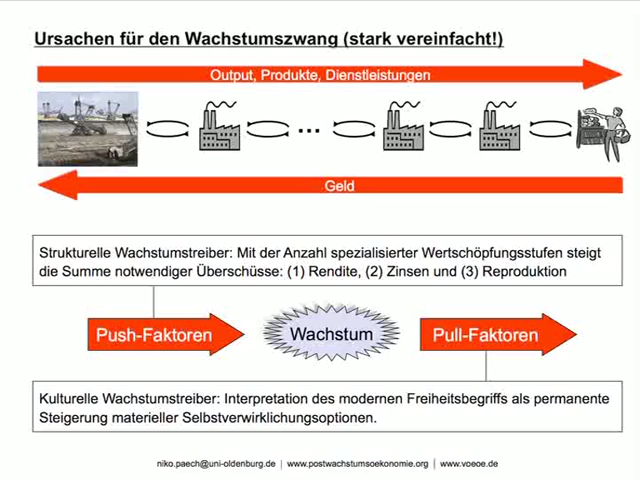 Ursachen für den Wachstumszwang (stark vereinfacht!)
Output, Produkte, Dienstleistungen
...
Geld
Strukturelle Wachstumstreiber: Mit der Anzahl spezialisierter Wertschöpfungsstufen steigt
die Summe notwendiger Überschüsse: (1) Rendite, (2) Zinsen und (3) Reproduktion
Push-Faktoren
Wachstum
Pull-Faktoren
Kulturelle Wachstumstreiber: Interpretation des modernen Freiheitsbegriffs als permanente
Steigerung materieller Selbstverwirklichungsoptionen.
niko.paech@uni-oldenburg.de | www.postwachstumsoekonomie.org | www.voeoe.de